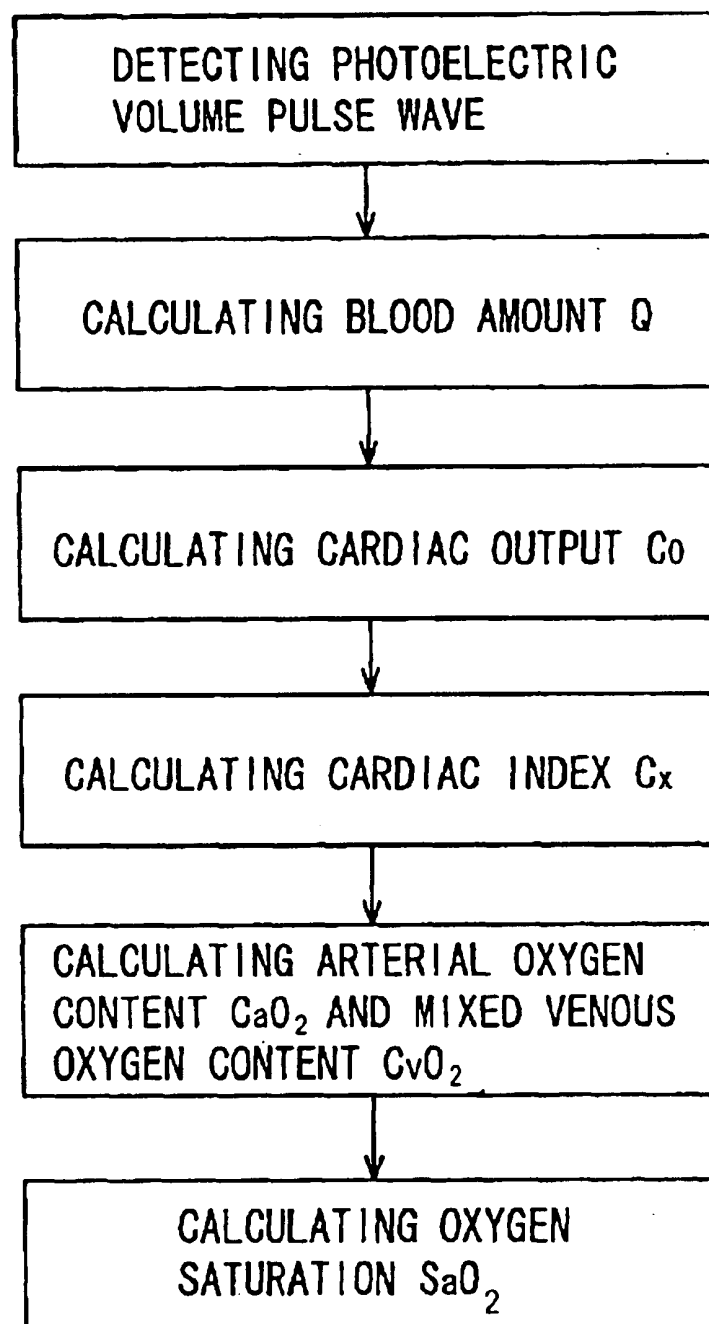 DETECTING PHOTOELECTRIC
VOLUME PULSE WAVE
CALCULATING BLOOD AMOUNT Q
CALCULATING CARDIAC OUTPUT Co
CALCULATING CARDIAC INDEX Cx
CALCULATING ARTERIAL OXYGEN
CONTENT CaO₂ AND MIXED VENOUS
OXYGEN CONTENT CvO₂
CALCULATING OXYGEN
SATURATION SaO₂